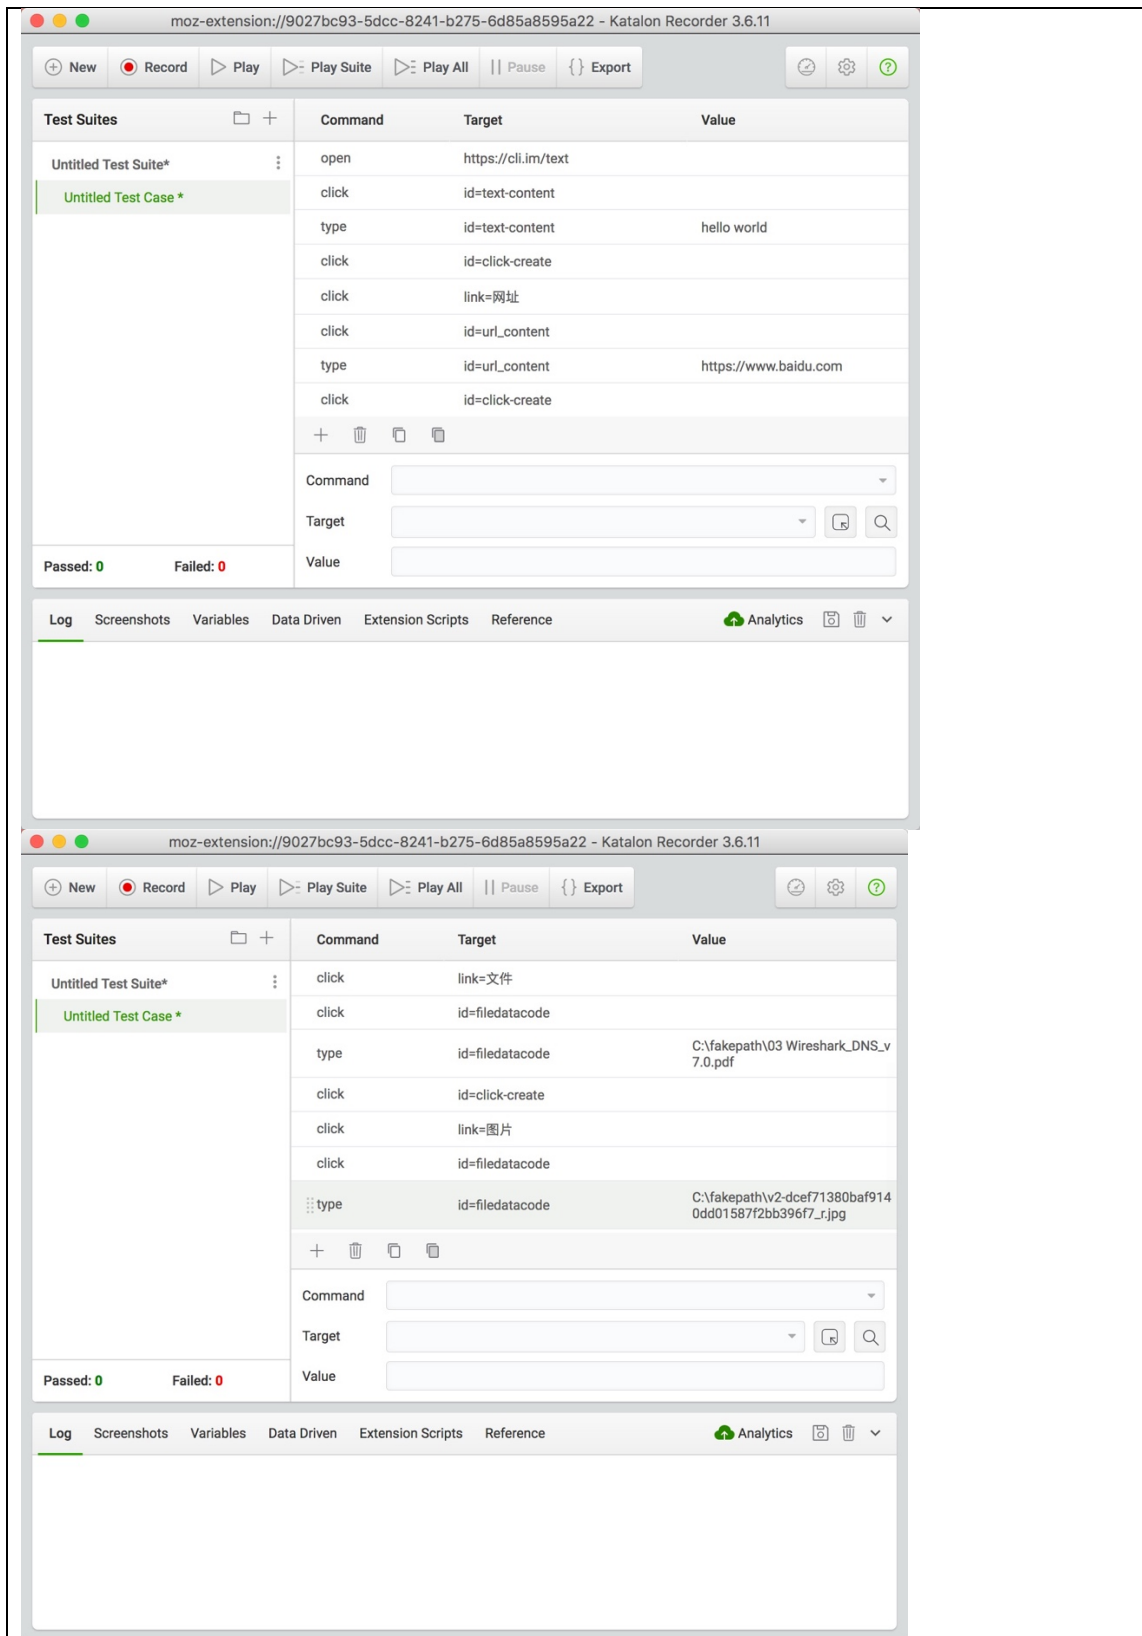 moz-extension://9027bc93-5dcc-8241-b275-6d85a8595a22 - Katalon Recorder 3.6.11
New Record Play Play Suite Play All Pause {} Export
Test Suites
Command Target Value
Untitled Test Suite*
Untitled Test Case *
open https://cli.im/text
click id=text-content
type id=text-content hello world
click id=click-create
click link=网址
click id=url_content
type id=url_content https://www.baidu.com
click id=click-create
Command
Target
Value
Passed: 0 Failed: 0
Log Screenshots Variables Data Driven Extension Scripts Reference Analytics
moz-extension://9027bc93-5dcc-8241-b275-6d85a8595a22 - Katalon Recorder 3.6.11
New Record Play Play Suite Play All Pause {} Export
Test Suites
Command Target Value
Untitled Test Suite*
Untitled Test Case *
click link=文件
click id=filedatacode
type id=filedatacode C:\fakepath\03 Wireshark_DNS_v
7.0.pdf
click id=click-create
click link=图片
click id=filedatacode
type id=filedatacode C:\fakepath\v2-dcef71380baf914
0dd01587f2bb396f7_r.jpg
Command
Target
Value
Passed: 0 Failed: 0
Log Screenshots Variables Data Driven Extension Scripts Reference Analytics